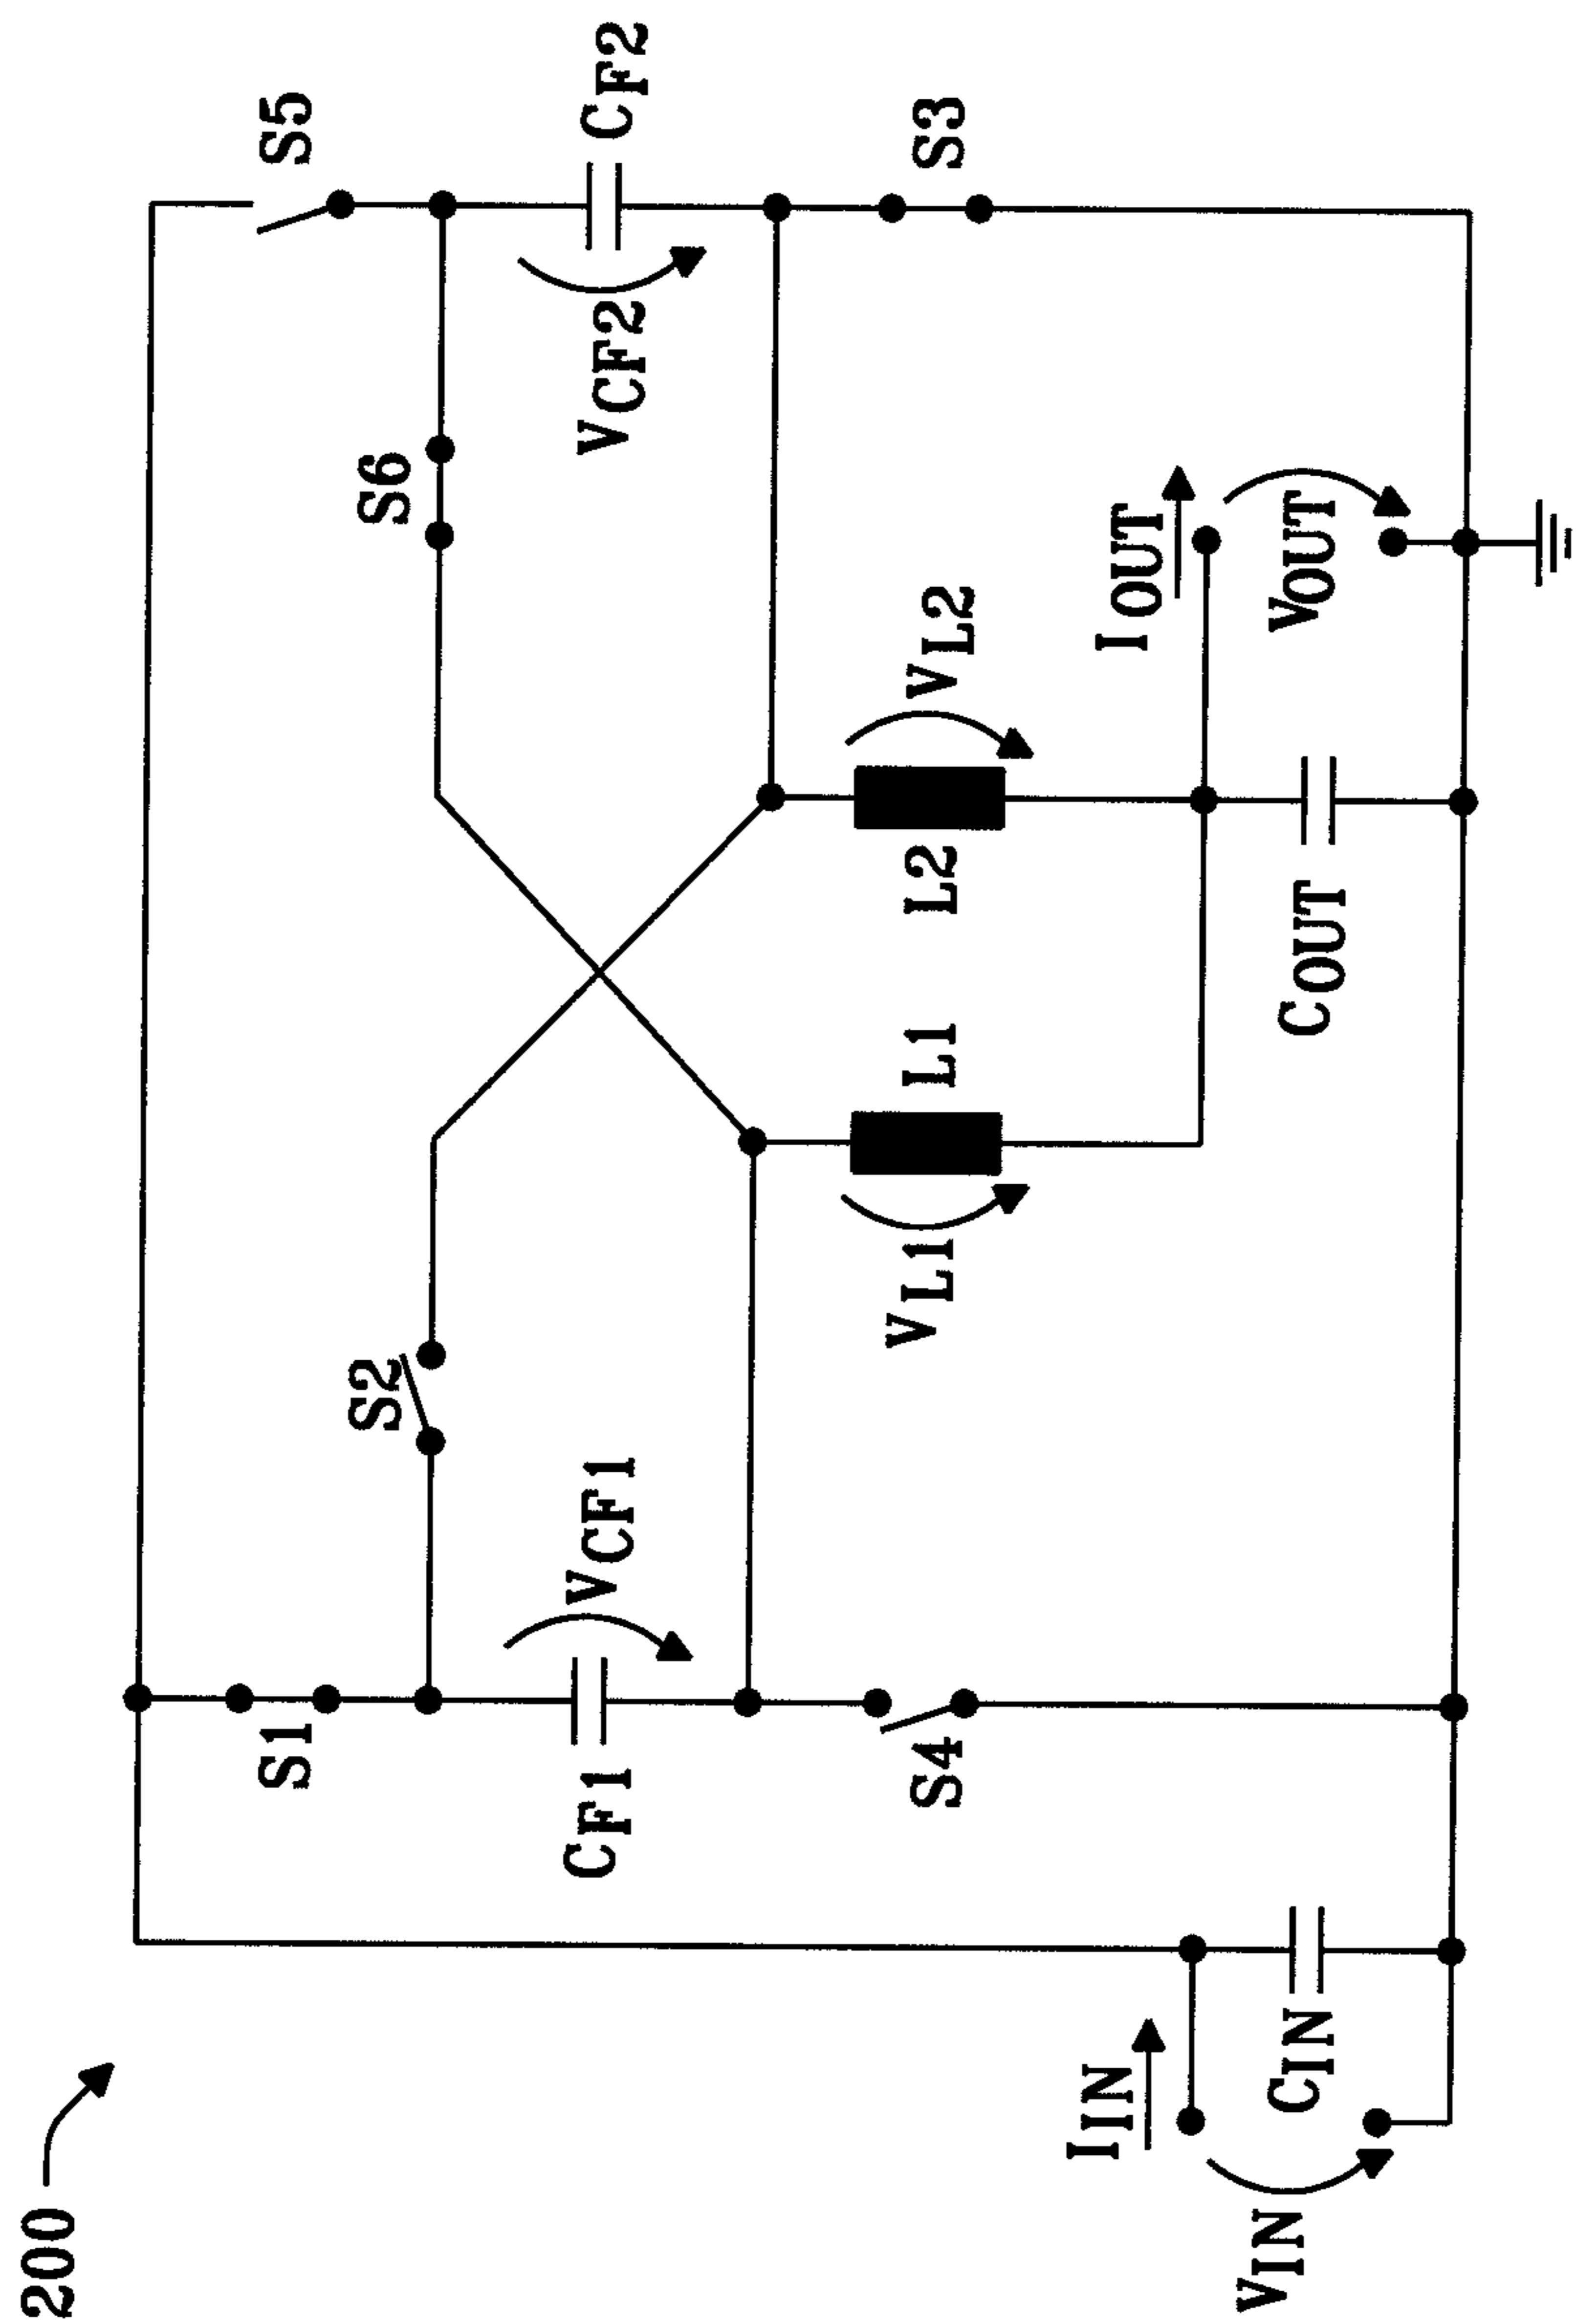 200
S5
S1
S2
S6
CF1
VCF1
VCF2
CF2
S4
S3
VL1
L1
L2
VL2
IIN
IOUT
VIN
CIN
COUT
VOUT